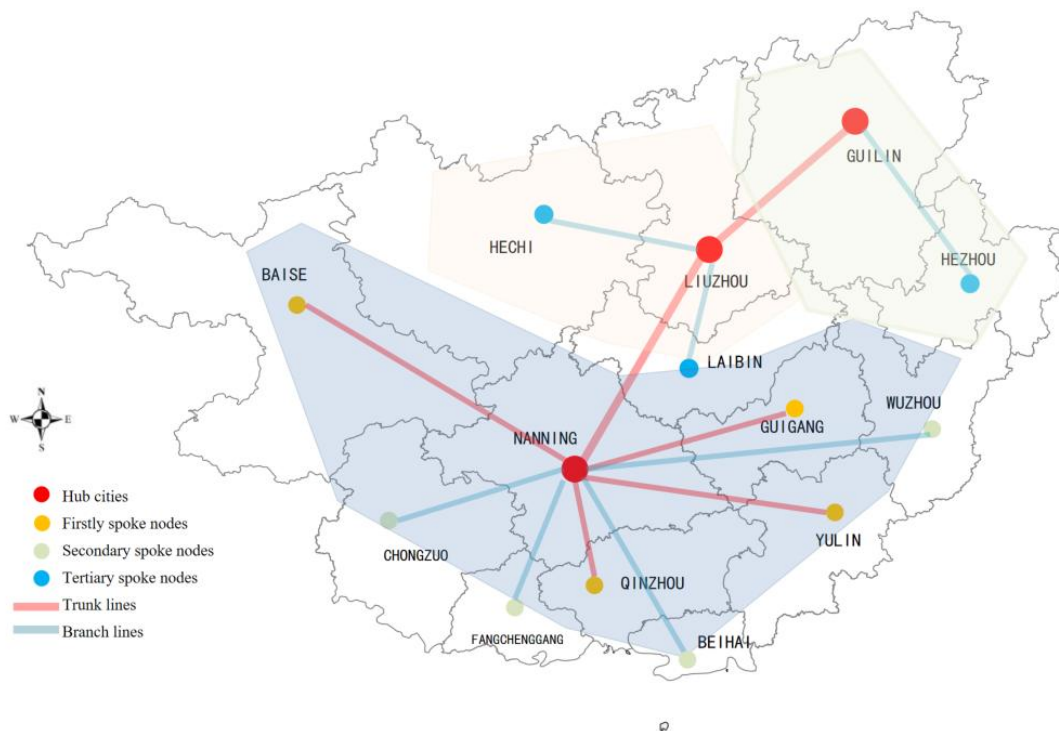 GUILIN
HECHI
HEZHOU
BAISE
LIUZHOU
LAIBIN
WUZHOU
GUIGANG
NANNING
YULIN
CHONGZUO
QINZHOU
FANGCHENGGANG
BEIHAI
N
W E
S
Hub cities
Firstly spoke nodes
Secondary spoke nodes
Tertiary spoke nodes
Trunk lines
Branch lines